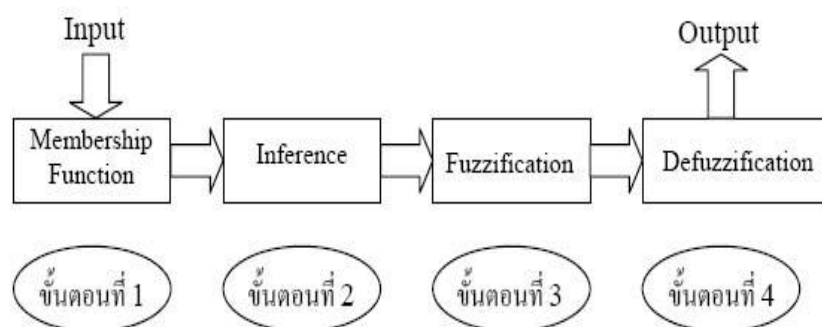 Input
Output
Membership
Function
Inference
Fuzzification
Defuzzification
ขั้นตอนที่ 1
ขั้นตอนที่ 2
ขั้นตอนที่ 3
ขั้นตอนที่ 4